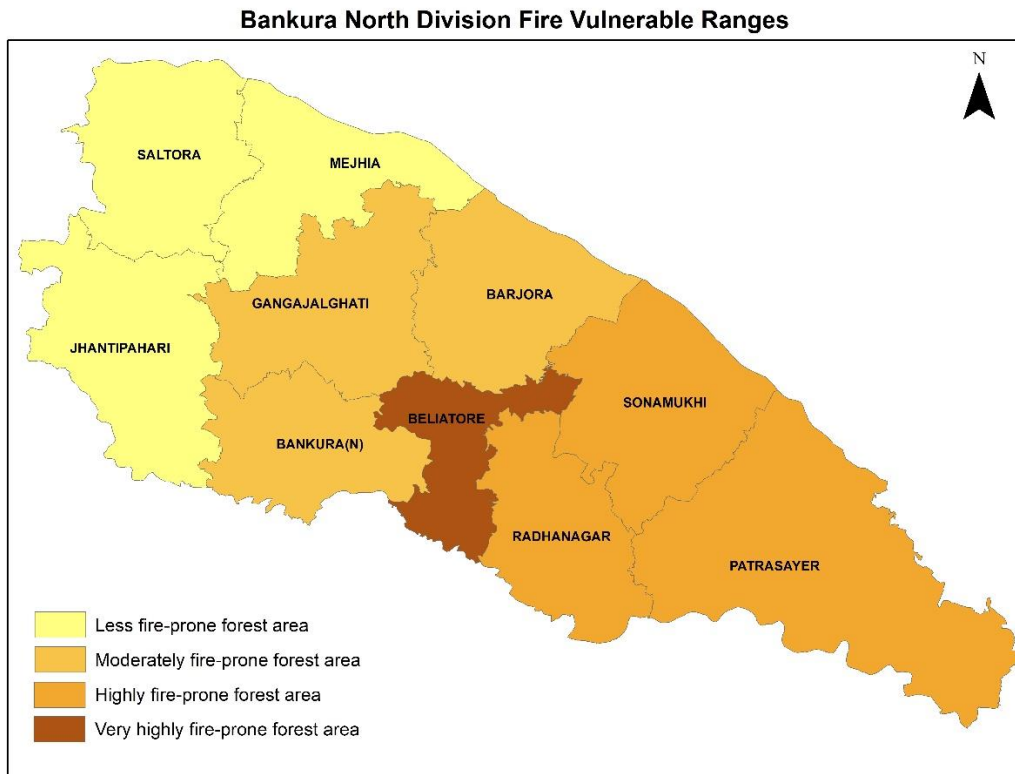 Bankura North Division Fire Vulnerable Ranges
N
SALTORA
MEJHIA
GANGAJALGHATI
BARJORA
JHANTIPAHARI
SONAMUKHI
BELIATORE
BANKURA(N)
RADHANAGAR
PATRASAYER
Less fire-prone forest area
Moderately fire-prone forest area
Highly fire-prone forest area
Very highly fire-prone forest area